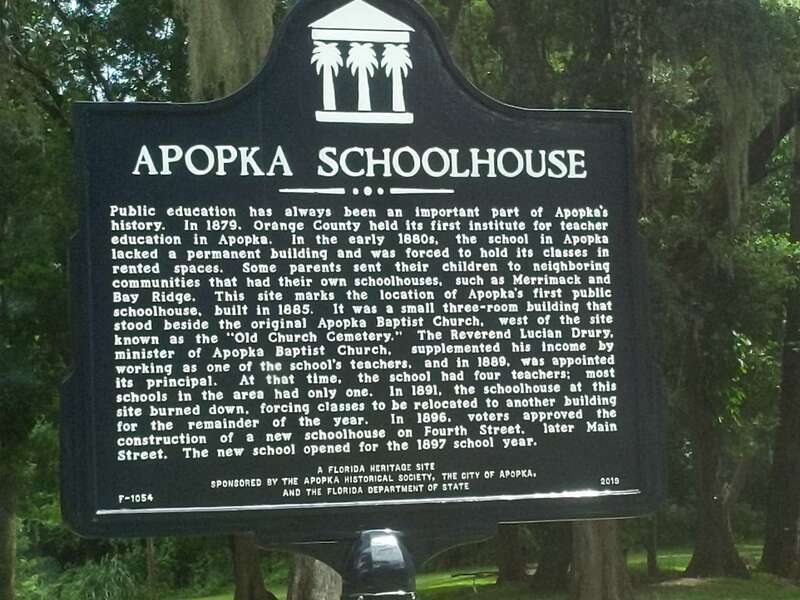 APOPKA SCHOOLHOUSE
Public education has always been an important part of Apopka's
history. In 1879, Orange County held its first institute for teacher
education in Apopka. In the early 1880s, the school in Apopka
lacked a permanent building and was forced to hold its classes in
rented spaces. Some parents sent their children to neighboring
communities that had their own schoolhouses, such as Merrimack and
Bay Ridge. This site marks the location of Apopka's first public
schoolhouse, built in 1885. It was a small three-room building that
stood beside the original Apopka Baptist Church, west of the site
known as the "Old Church Cemetery." The Reverend Lucian Drury,
minister of Apopka Baptist Church, supplemented his income by
working as one of the school's teachers, and in 1889, was appointed
its principal. At that time, the school had four teachers; most
schools in the area had only one. In 1891, the schoolhouse at this
site burned down, forcing classes to be relocated to another building
for the remainder of the year. In 1896, voters approved the
construction of a new schoolhouse on Fourth Street, later Main
Street. The new school opened for the 1897 school year.
A FLORIDA HERITAGE SITE
SPONSORED BY THE APOPKA HISTORICAL SOCIETY, THE CITY OF APOPKA,
AND THE FLORIDA DEPARTMENT OF STATE
F-1054 2019